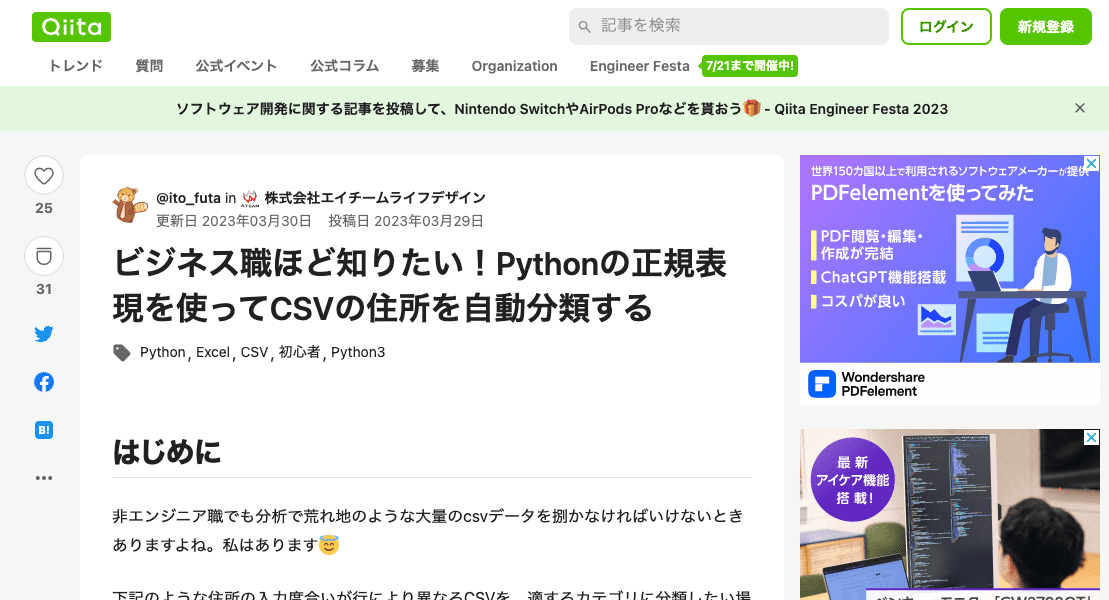 Qiita
記事を検索
ログイン
新規登録
トレンド
質問
公式イベント
公式コラム
募集
Organization
Engineer Festa
7/21まで開催中!
ソフトウェア開発に関する記事を投稿して、Nintendo SwitchやAirPods Proなどを貰おう🎁 - Qiita Engineer Festa 2023
25
31
B!
@ito_futa in 株式会社エイチームライフデザイン
更新日 2023年03月30日 投稿日 2023年03月29日
ビジネス職ほど知りたい！Pythonの正規表
現を使ってCSVの住所を自動分類する
Python, Excel, CSV, 初心者, Python3
はじめに
非エンジニア職でも分析で荒れ地のような大量のcsvデータを捌かなければいけないとき
ありますよね。私はあります😇
下記のような住所の入力度合いが行により異なるCSVを、適するカテゴリに分類したい場
世界150カ国以上で利用されるソフトウェアメーカーが提供
PDFelementを使ってみた
PDF閲覧・編集・
作成が完結
ChatGPT機能搭載
コスパが良い
Wondershare
PDFelement
最新
アイケア機能
搭載!